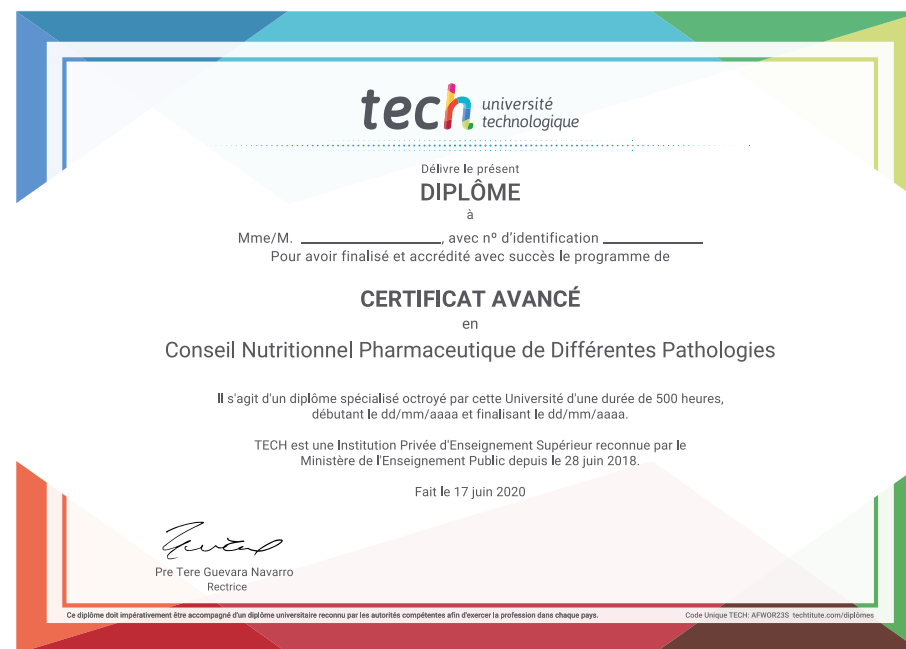 tech université
technologique
Délivre le présent
DIPLÔME
à
Mme/M. ____________________, avec nº d'identification ______________
Pour avoir finalisé et accrédité avec succès le programme de
CERTIFICAT AVANCÉ
en
Conseil Nutritionnel Pharmaceutique de Différentes Pathologies
Il s'agit d'un diplôme spécialisé octroyé par cette Université d'une durée de 500 heures,
débutant le dd/mm/aaaa et finalisant le dd/mm/aaaa.
TECH est une Institution Privée d'Enseignement Supérieur reconnue par le
Ministère de l'Enseignement Public depuis le 28 juin 2018.
Fait le 17 juin 2020
Pre Tere Guevara Navarro
Rectrice
Ce diplôme doit impérativement être accompagné d'un diplôme universitaire reconnu par les autorités compétentes afin d'exercer la profession dans chaque pays.
Code Unique TECH: AFWOR23S techtitute.com/diplômes